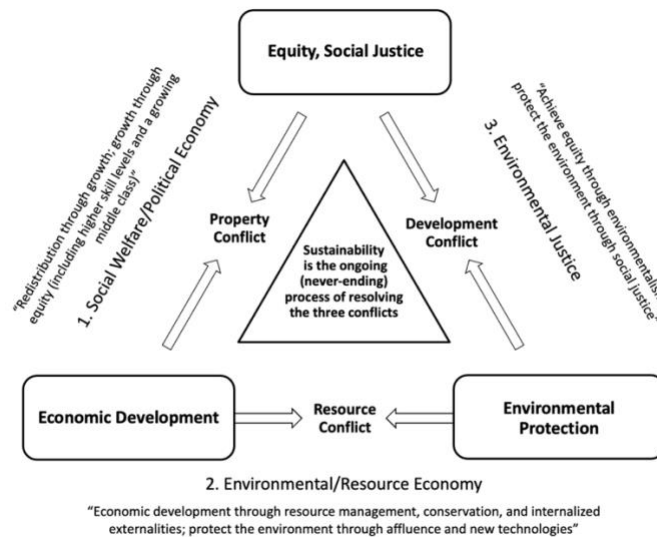 Equity, Social Justice
"Redistribution through growth; growth through
equity (including higher skill levels and a growing
middle class)"
1. Social Welfare/Political Economy
"Achieve equity through environmentalism;
protect the environment through social justice"
3. Environmental Justice
Property
Conflict
Development
Conflict
Sustainability
is the ongoing
(never-ending)
process of resolving
the three conflicts
Economic Development
Resource
Conflict
Environmental
Protection
2. Environmental/Resource Economy
"Economic development through resource management, conservation, and internalized
externalities; protect the environment through affluence and new technologies"